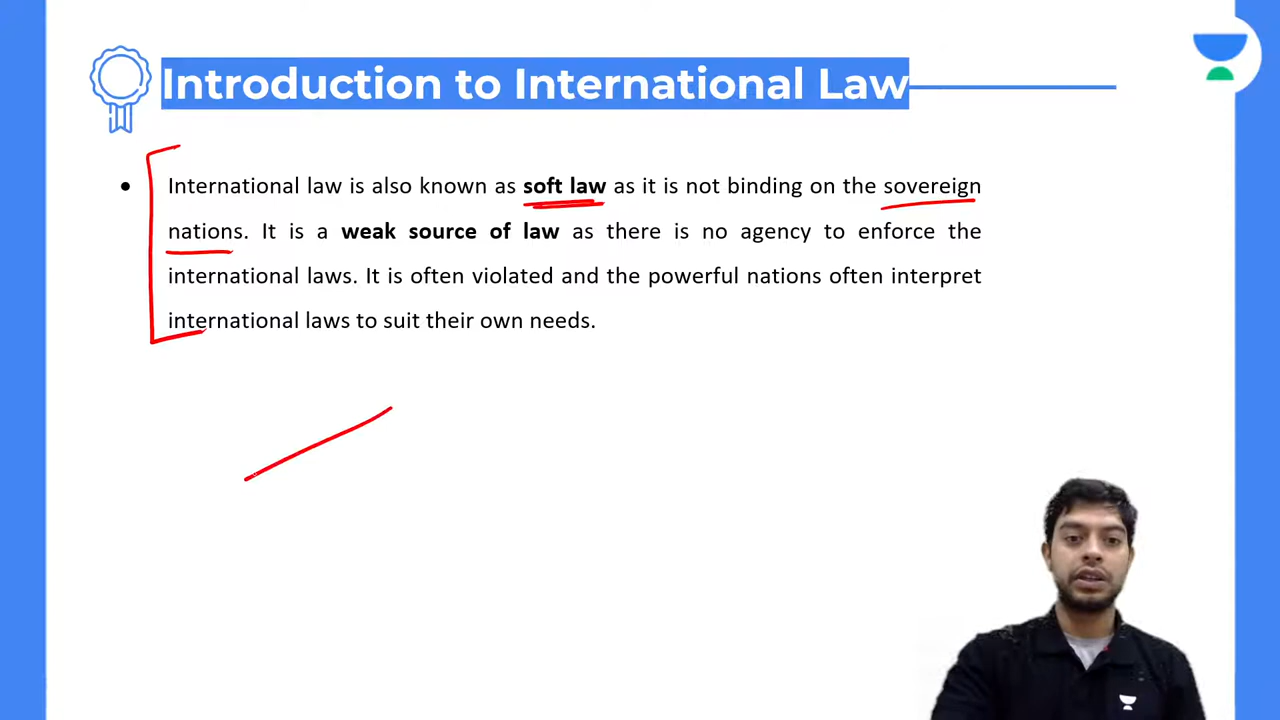 Introduction to International Law
• International law is also known as soft law as it is not binding on the sovereign
nations. It is a weak source of law as there is no agency to enforce the
international laws. It is often violated and the powerful nations often interpret
international laws to suit their own needs.